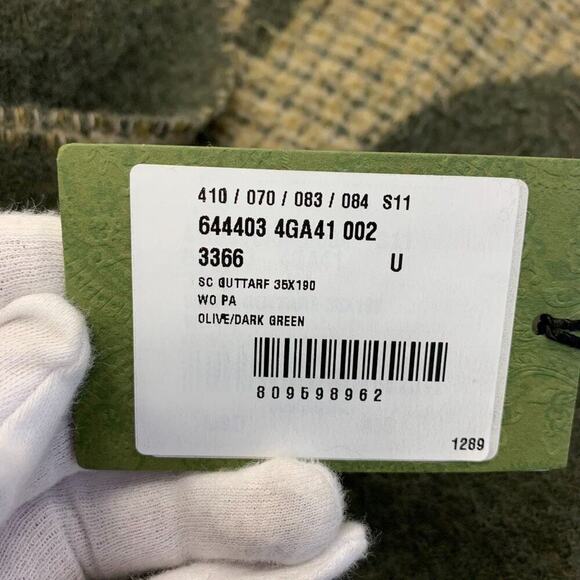 410 / 070 / 083 / 084 S11
644403 4GA41 002
3366 U
SC GUTTARF 35X190
WO PA
OLIVE/DARK GREEN
809598962
1289